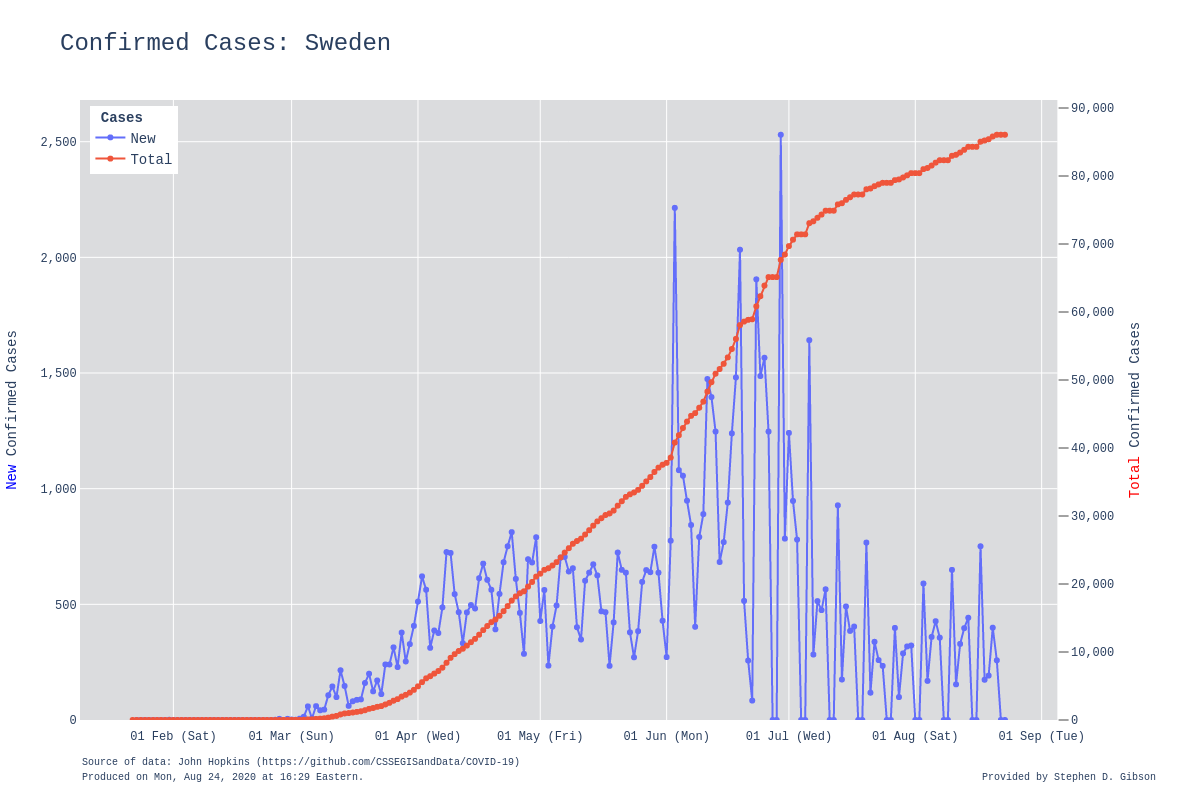 Confirmed Cases: Sweden
Cases
New
Total
2,500
2,000
1,500
1,000
500
0
New Confirmed Cases
90,000
80,000
70,000
60,000
50,000
40,000
30,000
20,000
10,000
0
Total Confirmed Cases
01 Feb (Sat)
01 Mar (Sun)
01 Apr (Wed)
01 May (Fri)
01 Jun (Mon)
01 Jul (Wed)
01 Aug (Sat)
01 Sep (Tue)
Source of data: John Hopkins (https://github.com/CSSEGISandData/COVID-19)
Produced on Mon, Aug 24, 2020 at 16:29 Eastern.
Provided by Stephen D. Gibson